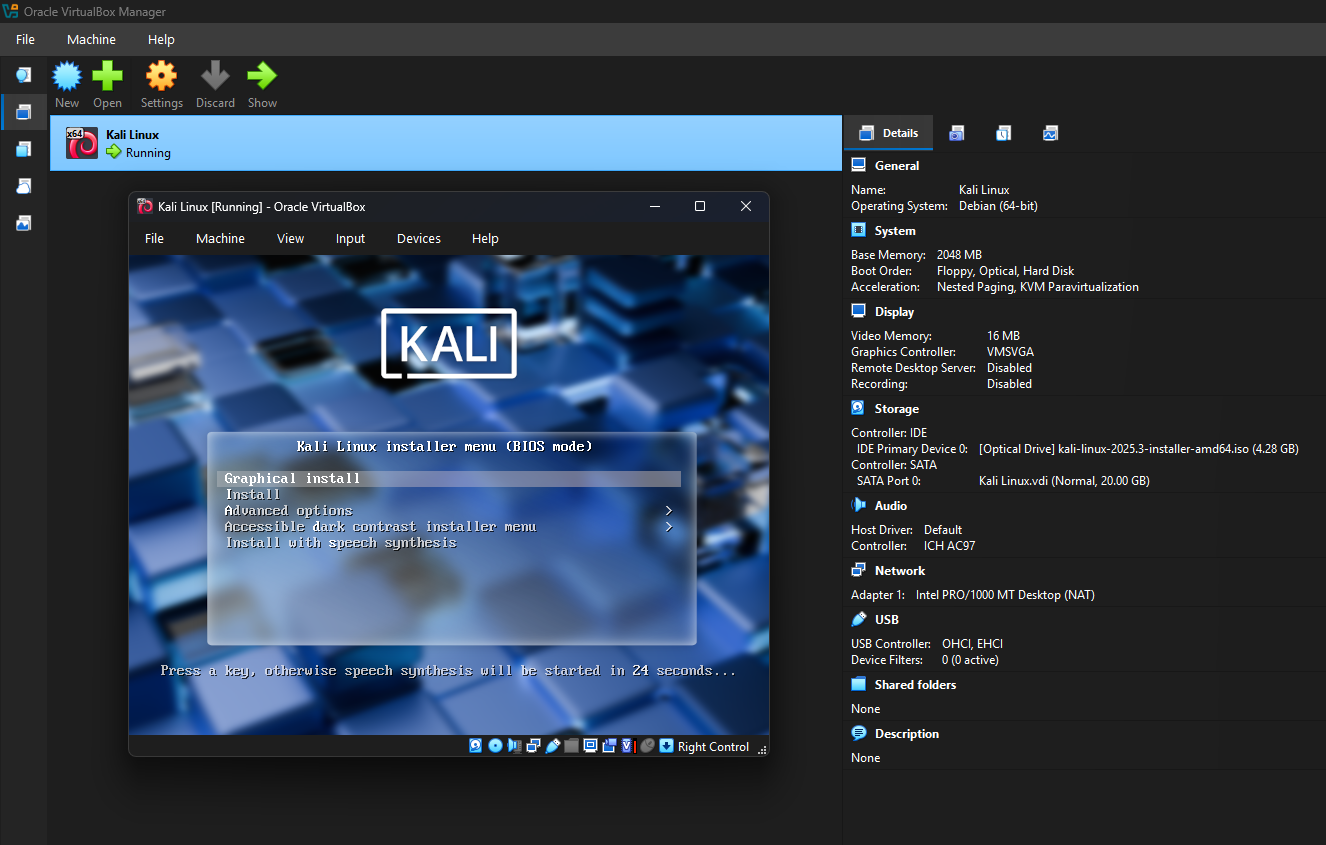 Oracle VirtualBox Manager
File Machine Help
New Open Settings Discard Show
x64
Kali Linux
Running
Kali Linux [Running] - Oracle VirtualBox
File Machine View Input Devices Help
KALI
Kali Linux installer menu (BIOS mode)
Graphical install
Install
Advanced options >
Accessible dark contrast installer menu >
Install with speech synthesis
Press a key, otherwise speech synthesis will be started in 24 seconds...
Right Control
Details
General
Name: Kali Linux
Operating System: Debian (64-bit)
System
Base Memory: 2048 MB
Boot Order: Floppy, Optical, Hard Disk
Acceleration: Nested Paging, KVM Paravirtualization
Display
Video Memory: 16 MB
Graphics Controller: VMSVGA
Remote Desktop Server: Disabled
Recording: Disabled
Storage
Controller: IDE
IDE Primary Device 0: [Optical Drive] kali-linux-2025.3-installer-amd64.iso (4.28 GB)
Controller: SATA
SATA Port 0: Kali Linux.vdi (Normal, 20.00 GB)
Audio
Host Driver: Default
Controller: ICH AC97
Network
Adapter 1: Intel PRO/1000 MT Desktop (NAT)
USB
USB Controller: OHCI, EHCI
Device Filters: 0 (0 active)
Shared folders
None
Description
None